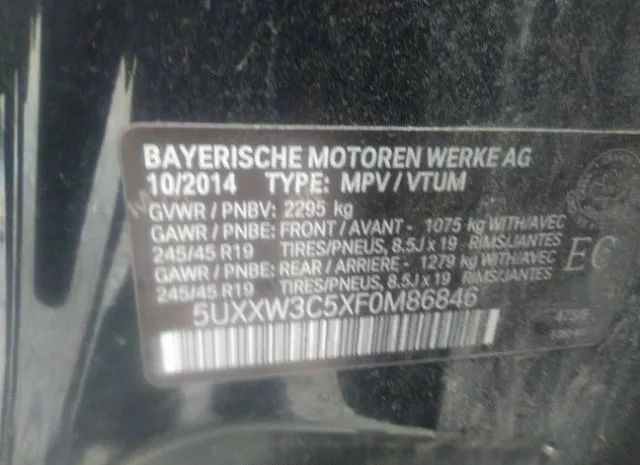 BAYERISCHE MOTOREN WERKE AG
10/2014 TYPE: MPV / VTUM
GVWR / PNBV: 2295 kg
GAWR / PNBE: FRONT / AVANT - 1075 kg WITH/AVEC
245/45 R19 TIRES/PNEUS, 8.5J x 19 RIMS/JANTES
GAWR / PNBE: REAR / ARRIERE - 1279 kg WITH/AVEC
245/45 R19 TIRES/PNEUS, 8.5J x 19 RIMS/JANTES
EC
5UXXW3C5XF0M86846